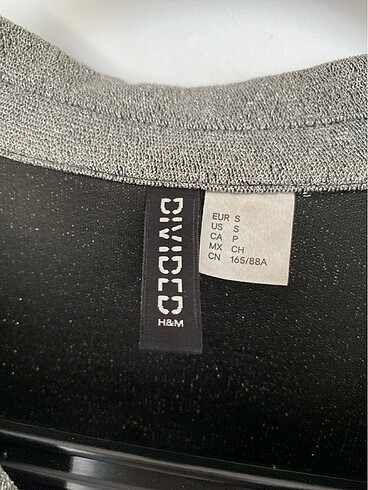 DIVIDED
H&M
EUR S
US S
CA P
MX CH
CN 165/88A